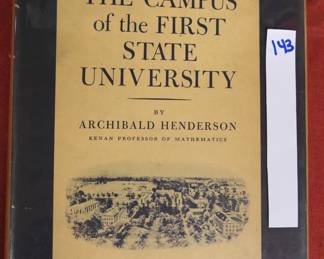 THE CAMPUS
of the FIRST
STATE
UNIVERSITY
BY
ARCHIBALD HENDERSON
KENAN PROFESSOR OF MATHEMATICS
143